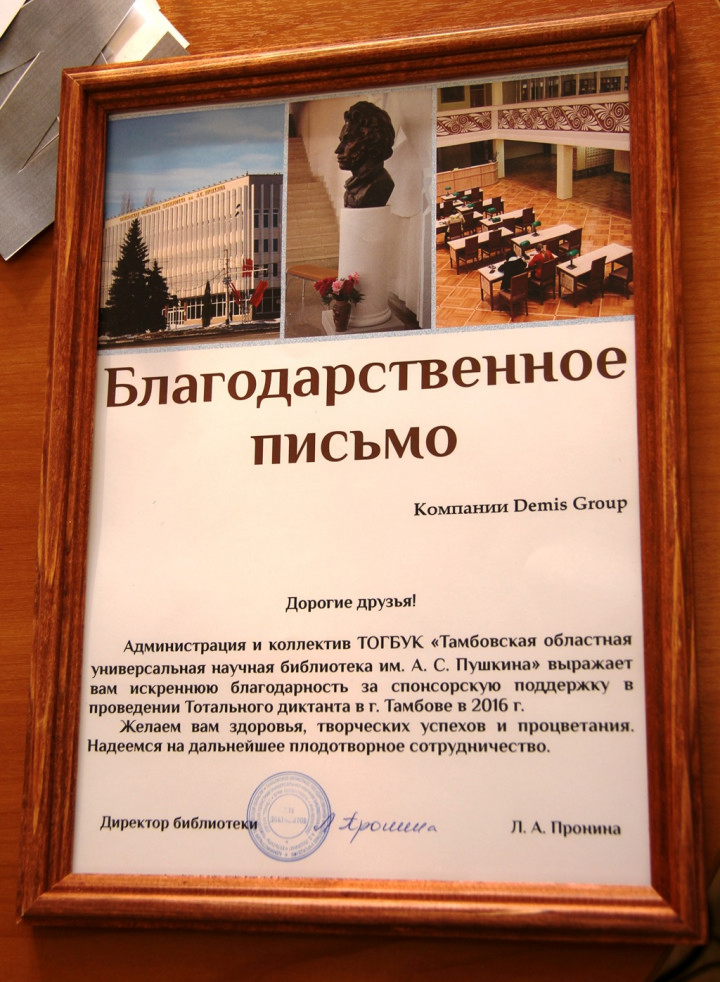 Благодарственное
письмо
Компании Demis Group
Дорогие друзья!
Администрация и коллектив ТОГБУК «Тамбовская областная
универсальная научная библиотека им. А. С. Пушкина» выражает
вам искреннюю благодарность за спонсорскую поддержку в
проведении Тотального диктанта в г. Тамбове в 2016 г.
Желаем вам здоровья, творческих успехов и процветания.
Надеемся на дальнейшее плодотворное сотрудничество.
Директор библиотеки Л Пронина Л. А. Пронина